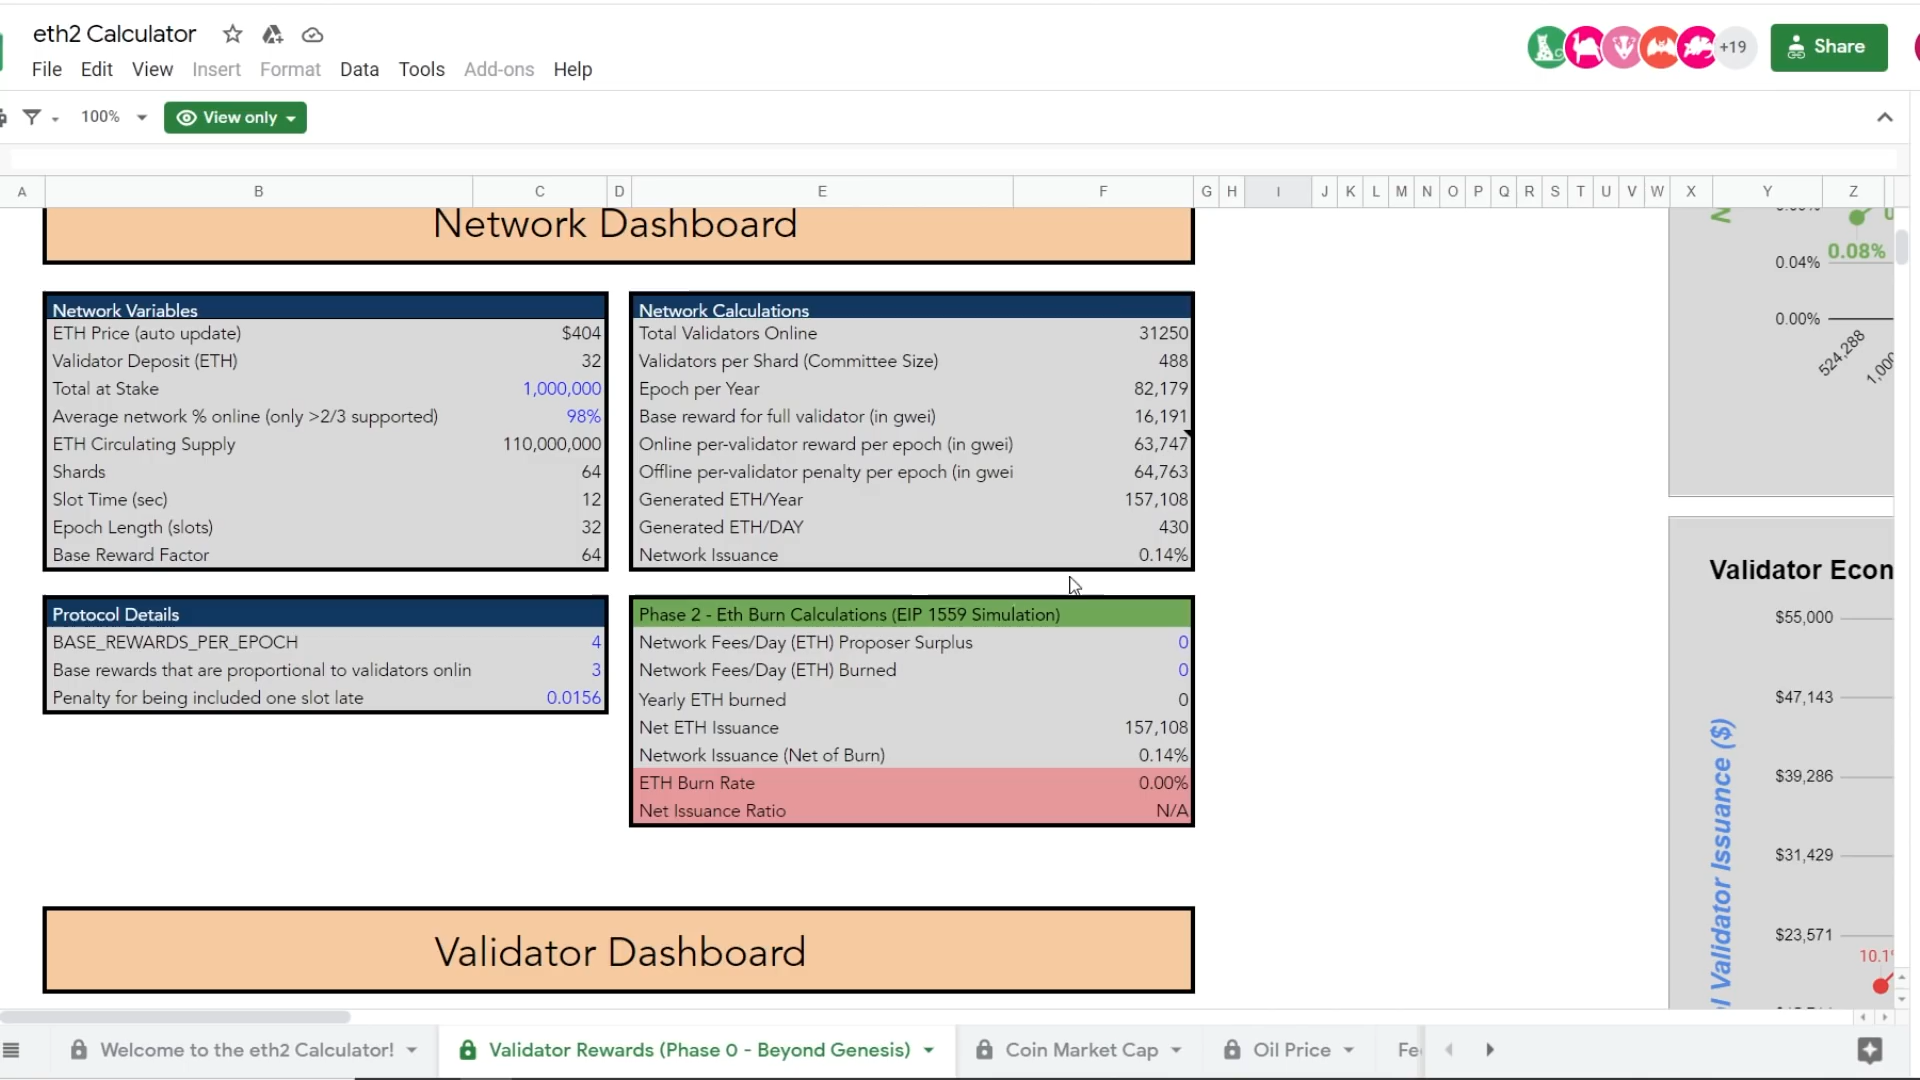 eth2 Calculator
+19
Share
File Edit View Insert Format Data Tools Add-ons Help
100% View only
A B C D E F G H I J K L M N O P Q R S T U V W X Y Z
Network Dashboard
Network Variables
ETH Price (auto update) $404
Validator Deposit (ETH) 32
Total at Stake 1,000,000
Average network % online (only >2/3 supported) 98%
ETH Circulating Supply 110,000,000
Shards 64
Slot Time (sec) 12
Epoch Length (slots) 32
Base Reward Factor 64
Network Calculations
Total Validators Online 31250
Validators per Shard (Committee Size) 488
Epoch per Year 82,179
Base reward for full validator (in gwei) 16,191
Online per-validator reward per epoch (in gwei) 63,747
Offline per-validator penalty per epoch (in gwei 64,763
Generated ETH/Year 157,108
Generated ETH/DAY 430
Network Issuance 0.14%
Protocol Details
BASE_REWARDS_PER_EPOCH 4
Base rewards that are proportional to validators onlin 3
Penalty for being included one slot late 0.0156
Phase 2 - Eth Burn Calculations (EIP 1559 Simulation)
Network Fees/Day (ETH) Proposer Surplus 0
Network Fees/Day (ETH) Burned 0
Yearly ETH burned 0
Net ETH Issuance 157,108
Network Issuance (Net of Burn) 0.14%
ETH Burn Rate 0.00%
Net Issuance Ratio N/A
Validator Dashboard
0.08%
0.04%
0.00%
524,288
1,00
Validator Econ
$55,000
$47,143
$39,286
$31,429
$23,571
10.1
Validator Issuance ($)
Welcome to the eth2 Calculator! Validator Rewards (Phase 0 - Beyond Genesis) Coin Market Cap Oil Price Fe